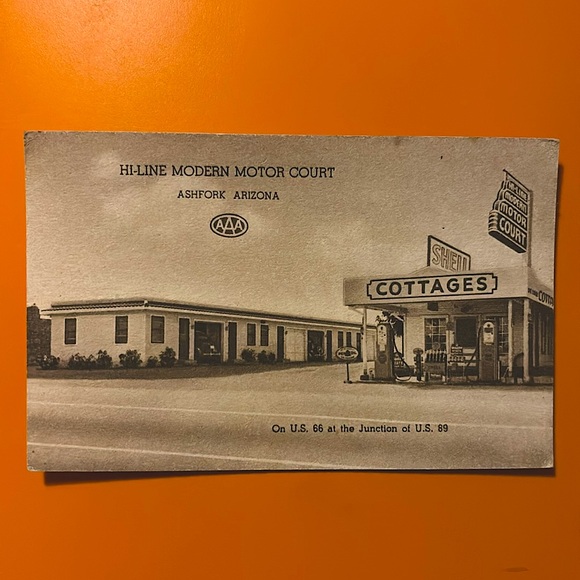 HI-LINE MODERN MOTOR COURT
ASHFORK ARIZONA
AAA
HI-LINE
MODERN
MOTOR
COURT
SHELL
COTTAGES
On U.S. 66 at the Junction of U.S. 89